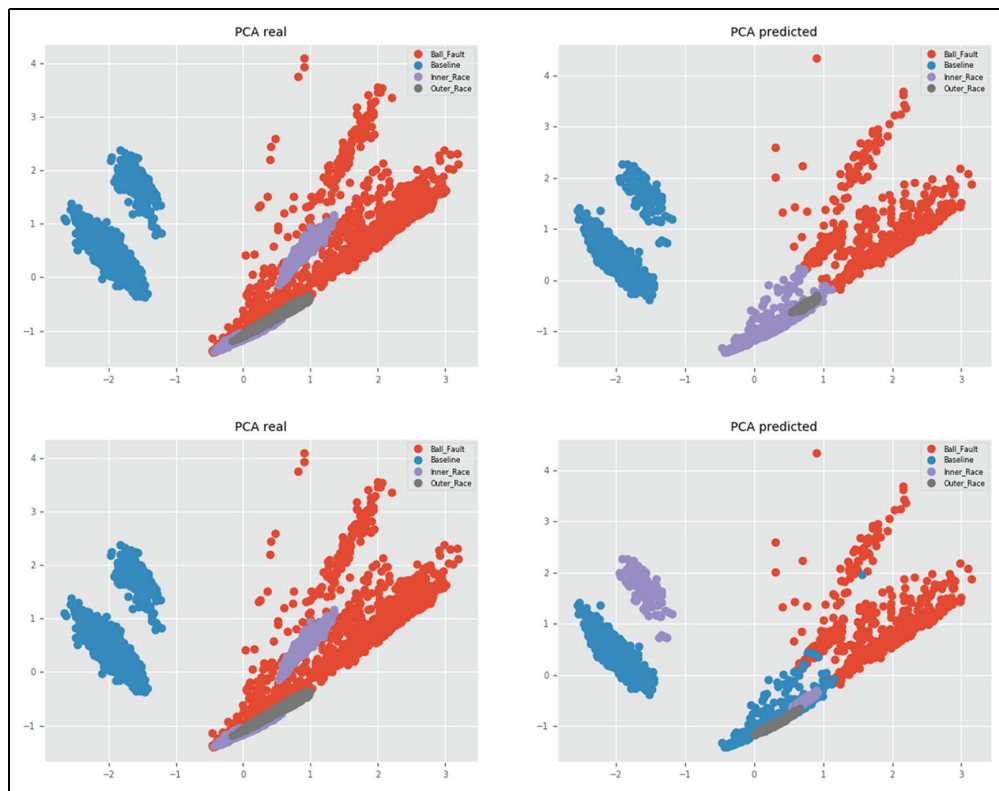 PCA real
Ball_Fault
Baseline
Inner_Race
Outer_Race
4
3
2
1
0
−1
−2
−1
0
1
2
3
PCA predicted
Ball_Fault
Baseline
Inner_Race
Outer_Race
4
3
2
1
0
−1
−2
−1
0
1
2
3
PCA real
Ball_Fault
Baseline
Inner_Race
Outer_Race
4
3
2
1
0
−1
−2
−1
0
1
2
3
PCA predicted
Ball_Fault
Baseline
Inner_Race
Outer_Race
4
3
2
1
0
−1
−2
−1
0
1
2
3